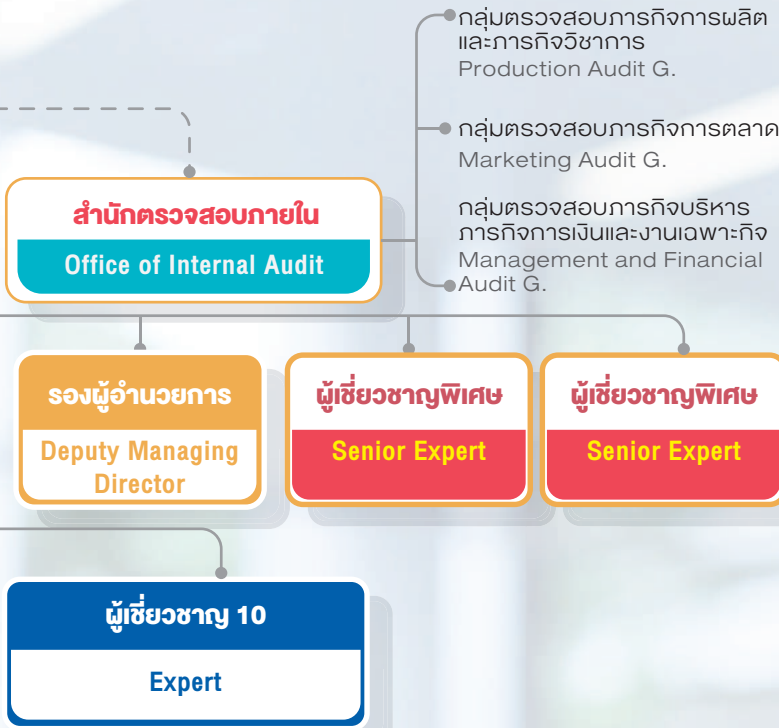 กลุ่มตรวจสอบภารกิจการผลิต
และภารกิจวิชาการ
Production Audit G.
กลุ่มตรวจสอบภารกิจการตลาด
Marketing Audit G.
กลุ่มตรวจสอบภารกิจบริหาร
ภารกิจการเงินและงานเฉพาะกิจ
Management and Financial
Audit G.
สำนักตรวจสอบภายใน
Office of Internal Audit
รองผู้อำนวยการ
Deputy Managing
Director
ผู้เชี่ยวชาญพิเศษ
Senior Expert
ผู้เชี่ยวชาญพิเศษ
Senior Expert
ผู้เชี่ยวชาญ 10
Expert